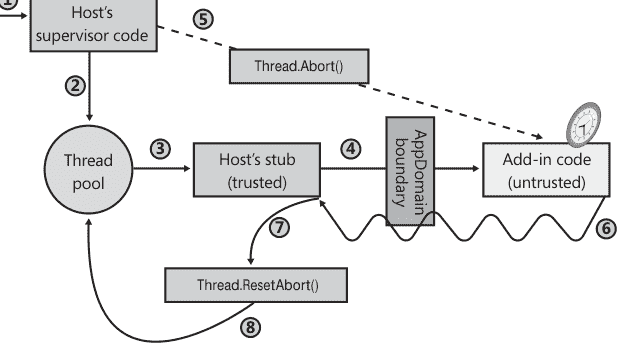 1
Host's
supervisor code
5
Thread.Abort()
2
Thread
pool
3
Host's stub
(trusted)
4
AppDomain
boundary
Add-in code
(untrusted)
6
7
Thread.ResetAbort()
8